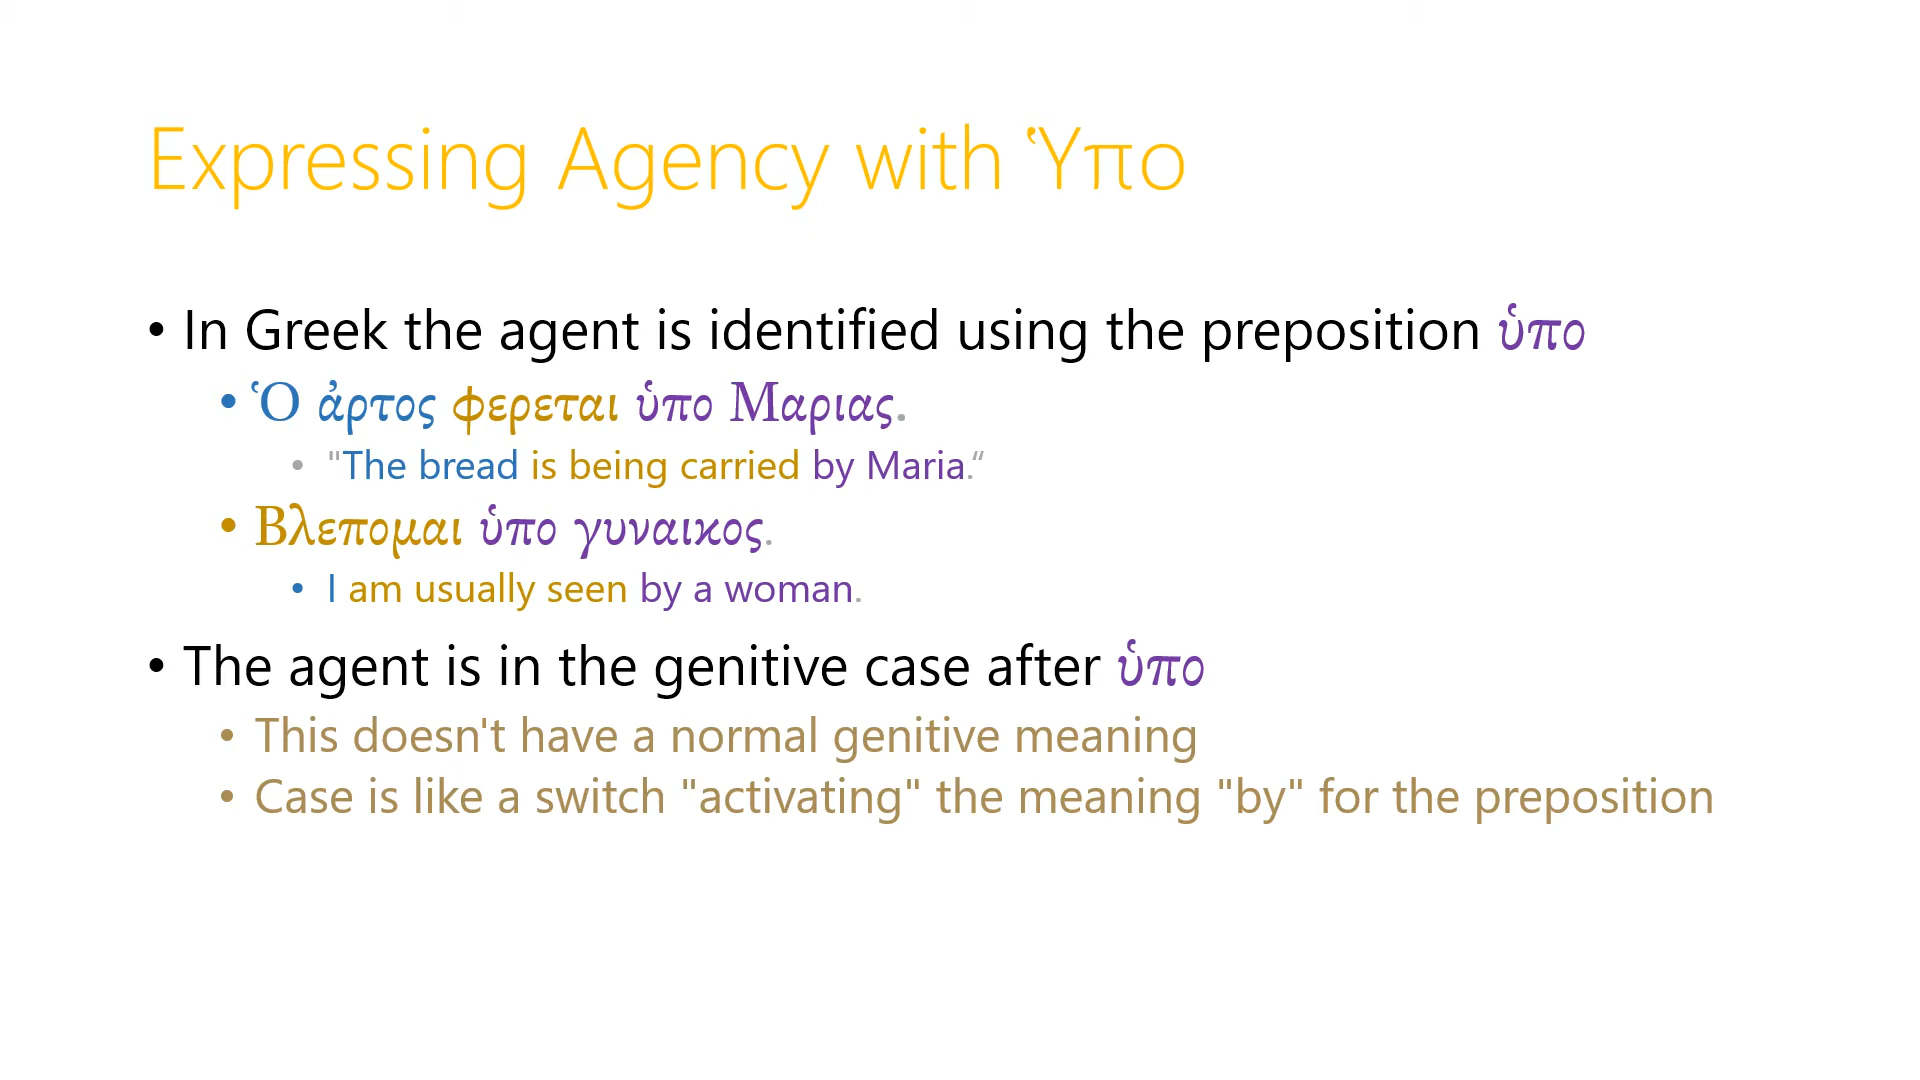 Expressing Agency with Ὑπο
• In Greek the agent is identified using the preposition ὑπο
• Ὁ ἀρτος φερεται ὑπο Μαριας.
• "The bread is being carried by Maria.“
• Βλεπομαι ὑπο γυναικος.
• I am usually seen by a woman.
• The agent is in the genitive case after ὑπο
• This doesn't have a normal genitive meaning
• Case is like a switch "activating" the meaning "by" for the preposition